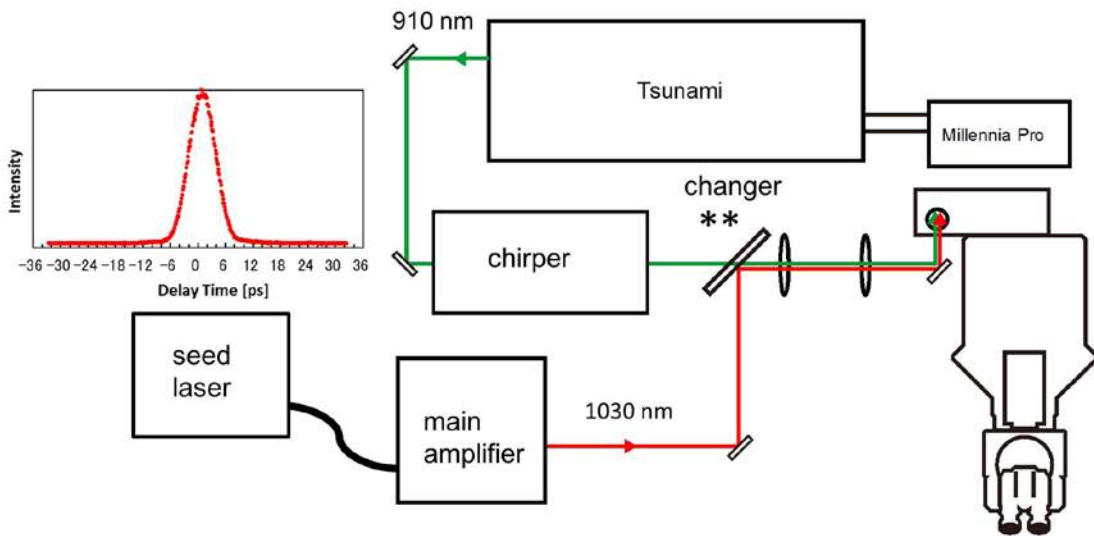 910 nm
Tsunami
Millennia Pro
changer
**
Intensity
−36−30−24−18−12−6 0 6 12 18 24 30 36
Delay Time [ps]
chirper
seed
laser
main
amplifier
1030 nm